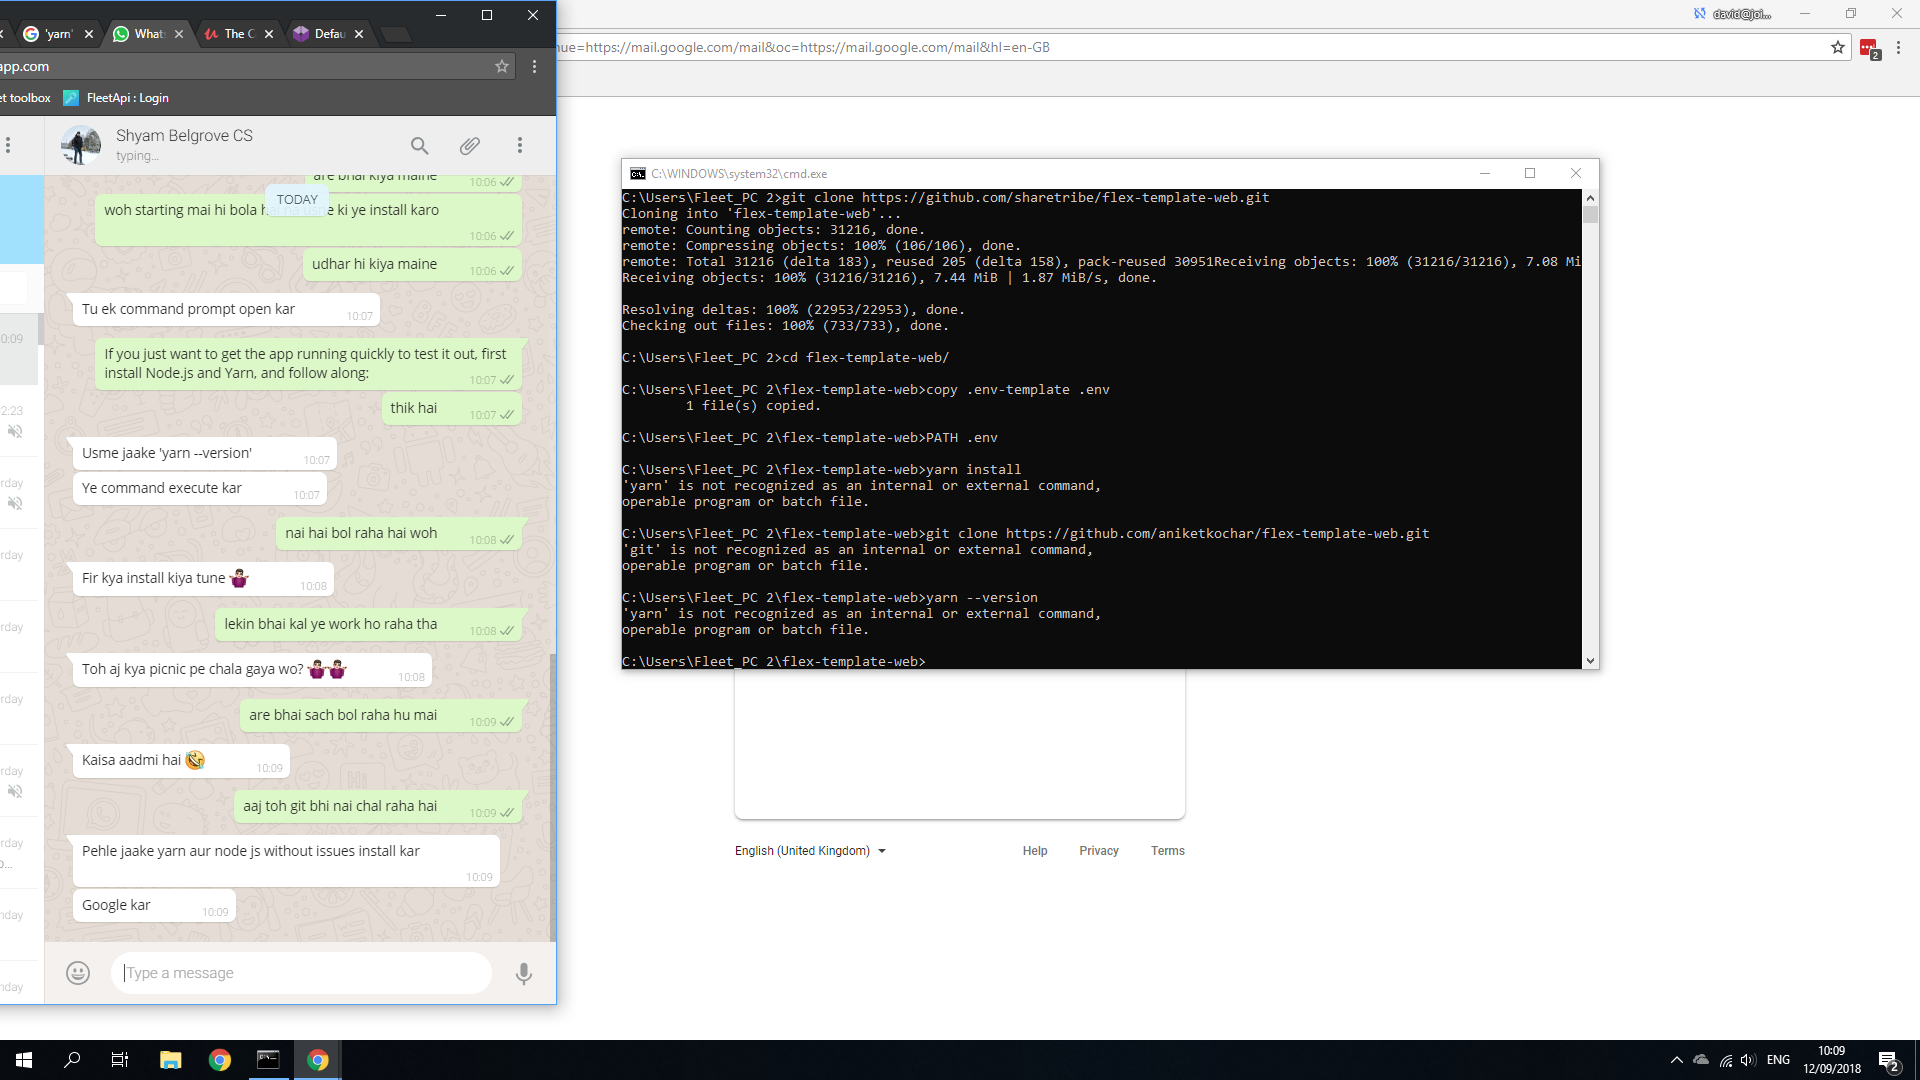 'yarn'
What
The C
Defau
app.com
et toolbox
FleetApi : Login
Shyam Belgrove CS
typing...
are bhai kiya maine
10:06
TODAY
woh starting mai hi bola ki ye install karo
10:06
udhar hi kiya maine
10:06
Tu ek command prompt open kar
10:07
If you just want to get the app running quickly to test it out, first
install Node.js and Yarn, and follow along:
10:07
thik hai
10:07
Usme jaake 'yarn --version'
10:07
Ye command execute kar
10:07
nai hai bol raha hai woh
10:08
Fir kya install kiya tune 🤷🏻‍♂️
10:08
lekin bhai kal ye work ho raha tha
10:08
Toh aj kya picnic pe chala gaya wo? 🤷🏻‍♂️🤷🏻‍♂️
10:08
are bhai sach bol raha hu mai
10:09
Kaisa aadmi hai 🤣
10:09
aaj toh git bhi nai chal raha hai
10:09
Pehle jaake yarn aur node js without issues install kar
10:09
Google kar
10:09
Type a message
0:09
2:23
rday
rday
rday
rday
rday
rday
nday
nday
david@joi...
nue=https://mail.google.com/mail&oc=https://mail.google.com/mail&hl=en-GB
2
C:\WINDOWS\system32\cmd.exe
C:\Users\Fleet_PC 2>git clone https://github.com/sharetribe/flex-template-web.git
Cloning into 'flex-template-web'...
remote: Counting objects: 31216, done.
remote: Compressing objects: 100% (106/106), done.
remote: Total 31216 (delta 183), reused 205 (delta 158), pack-reused 30951Receiving objects: 100% (31216/31216), 7.08 Mi
Receiving objects: 100% (31216/31216), 7.44 MiB | 1.87 MiB/s, done.
Resolving deltas: 100% (22953/22953), done.
Checking out files: 100% (733/733), done.
C:\Users\Fleet_PC 2>cd flex-template-web/
C:\Users\Fleet_PC 2\flex-template-web>copy .env-template .env
1 file(s) copied.
C:\Users\Fleet_PC 2\flex-template-web>PATH .env
C:\Users\Fleet_PC 2\flex-template-web>yarn install
'yarn' is not recognized as an internal or external command,
operable program or batch file.
C:\Users\Fleet_PC 2\flex-template-web>git clone https://github.com/aniketkochar/flex-template-web.git
'git' is not recognized as an internal or external command,
operable program or batch file.
C:\Users\Fleet_PC 2\flex-template-web>yarn --version
'yarn' is not recognized as an internal or external command,
operable program or batch file.
C:\Users\Fleet_PC 2\flex-template-web>
English (United Kingdom)
Help
Privacy
Terms
ENG
10:09
12/09/2018
2